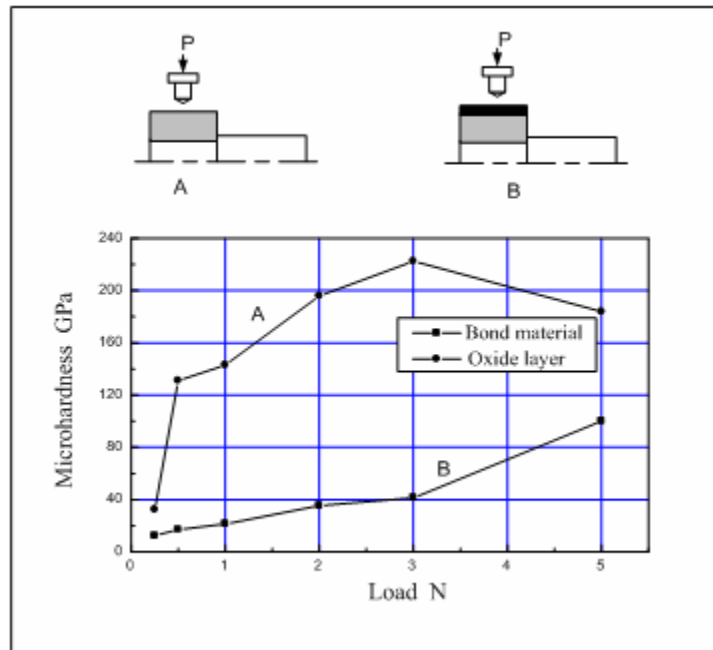 P
P
A
B
240
200
160
120
80
40
0
Microhardness GPa
A
B
Bond material
Oxide layer
0
1
2
3
4
5
Load N